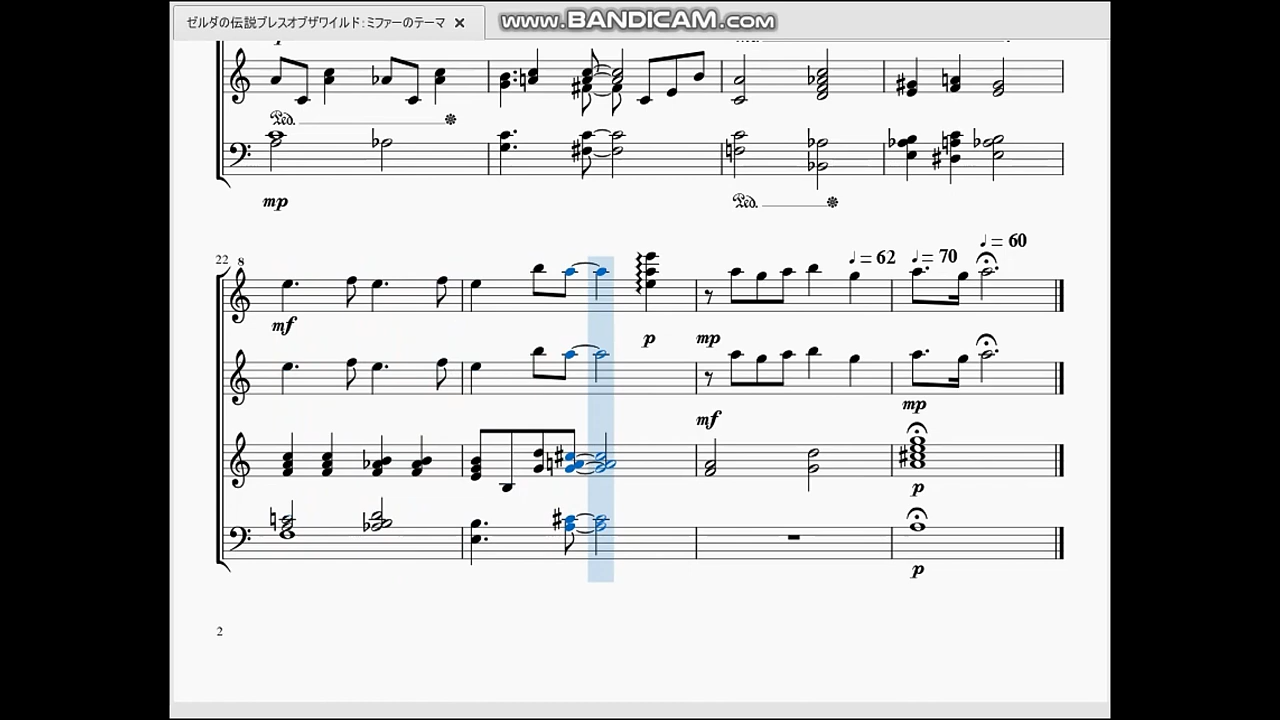 ゼルダの伝説ブレスオブザワイルド:ミファーのテーマ ×
www.BANDICAM.com
Ped.
mp
Ped.
22 8
♩= 62 ♩= 70 ♩= 60
mf
p mp
mf mp
p
p
2